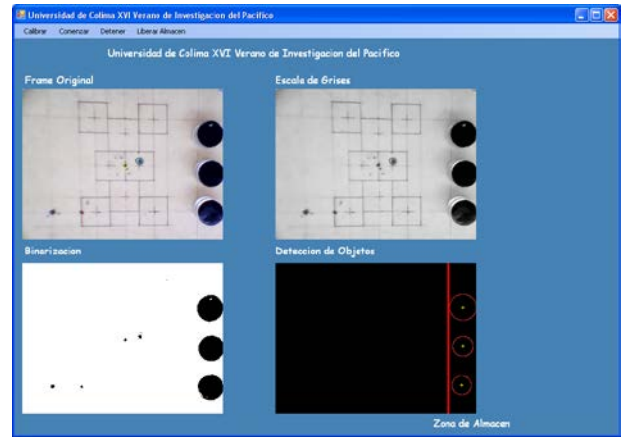 Universidad de Colima XVI Verano de Investigacion del Pacifico
Calibrar Comenzar Detener Liberar Almacen
Universidad de Colima XVI Verano de Investigacion del Pacifico
Frame Original Escala de Grises
Binarizacion Deteccion de Objetos
Zona de Almacen